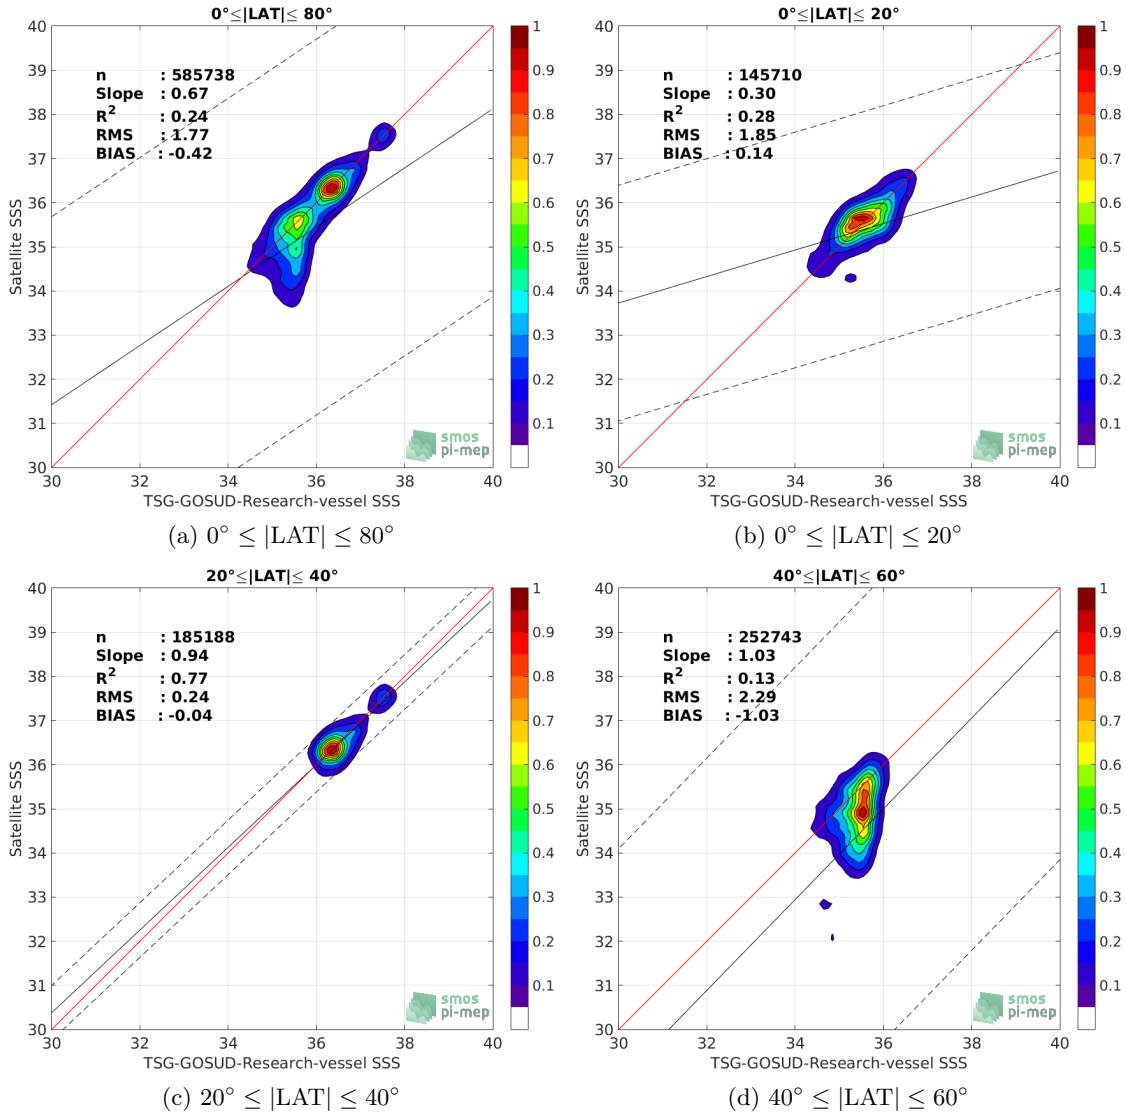 0°≤|LAT|≤ 80°
n : 585738
Slope : 0.67
R² : 0.24
RMS : 1.77
BIAS : -0.42
40
39
38
37
36
35
34
33
32
31
30
Satellite SSS
30 32 34 36 38 40
TSG-GOSUD-Research-vessel SSS
1
0.9
0.8
0.7
0.6
0.5
0.4
0.3
0.2
0.1
smos
pi-mep
(a) 0° ≤ |LAT| ≤ 80°
0°≤|LAT|≤ 20°
n : 145710
Slope : 0.30
R² : 0.28
RMS : 1.85
BIAS : 0.14
40
39
38
37
36
35
34
33
32
31
30
Satellite SSS
30 32 34 36 38 40
TSG-GOSUD-Research-vessel SSS
1
0.9
0.8
0.7
0.6
0.5
0.4
0.3
0.2
0.1
smos
pi-mep
(b) 0° ≤ |LAT| ≤ 20°
20°≤|LAT|≤ 40°
n : 185188
Slope : 0.94
R² : 0.77
RMS : 0.24
BIAS : -0.04
40
39
38
37
36
35
34
33
32
31
30
Satellite SSS
30 32 34 36 38 40
TSG-GOSUD-Research-vessel SSS
1
0.9
0.8
0.7
0.6
0.5
0.4
0.3
0.2
0.1
smos
pi-mep
(c) 20° ≤ |LAT| ≤ 40°
40°≤|LAT|≤ 60°
n : 252743
Slope : 1.03
R² : 0.13
RMS : 2.29
BIAS : -1.03
40
39
38
37
36
35
34
33
32
31
30
Satellite SSS
30 32 34 36 38 40
TSG-GOSUD-Research-vessel SSS
1
0.9
0.8
0.7
0.6
0.5
0.4
0.3
0.2
0.1
smos
pi-mep
(d) 40° ≤ |LAT| ≤ 60°